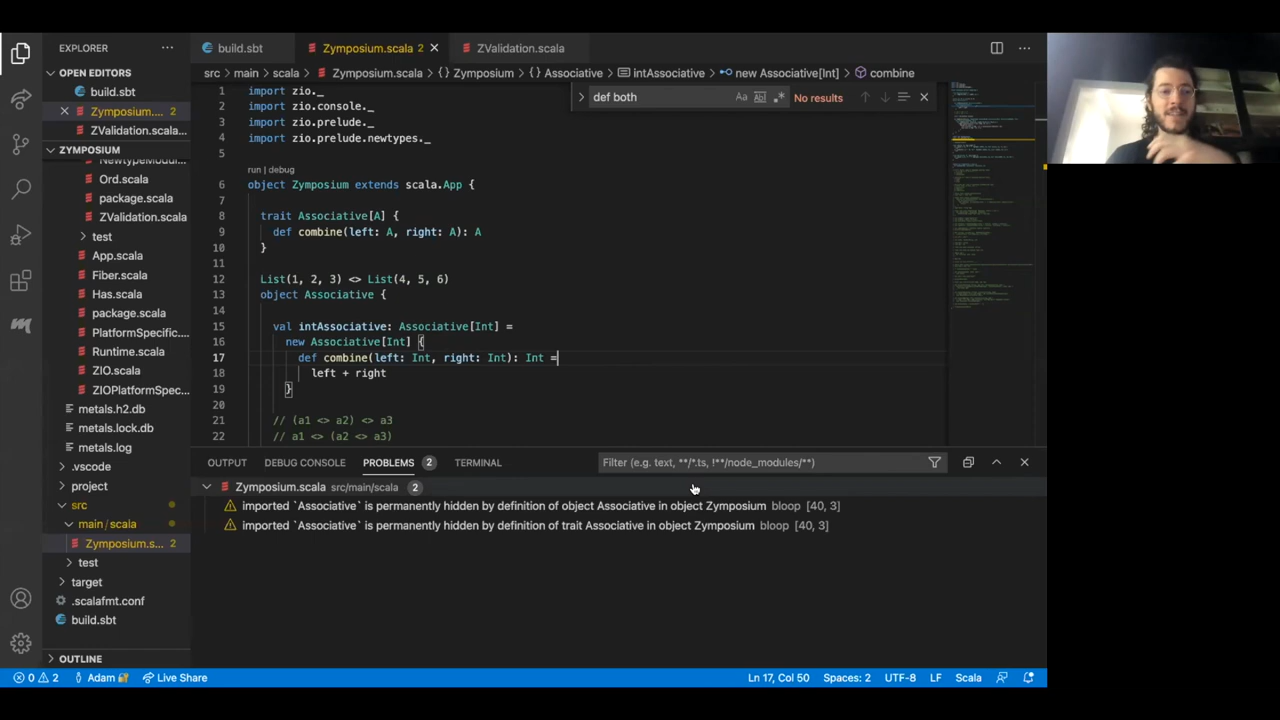 EXPLORER
OPEN EDITORS
build.sbt
Zymposium.... 2
ZValidation.scala...
ZYMPOSIUM
NewtypeModul...
Ord.scala
package.scala
ZValidation.scala
test
App.scala
Fiber.scala
Has.scala
package.scala
PlatformSpecific...
Runtime.scala
ZIO.scala
ZIOPlatformSpec...
metals.h2.db
metals.lock.db
metals.log
.vscode
project
src
main/scala
Zymposium.s... 2
test
target
.scalafmt.conf
build.sbt
OUTLINE
build.sbt Zymposium.scala 2 ZValidation.scala
src > main > scala > Zymposium.scala > {} Zymposium > {} Associative > intAssociative > new Associative[Int] > combine
def both Aa No results
1 import zio._
2 import zio.console._
3 import zio.prelude._
4 import zio.prelude.newtypes._
5
run | debug
6 object Zymposium extends scala.App {
7
8 trait Associative[A] {
9 def combine(left: A, right: A): A
10 }
11
12 List(1, 2, 3) <> List(4, 5, 6)
13 object Associative {
14
15 val intAssociative: Associative[Int] =
16 new Associative[Int] {
17 def combine(left: Int, right: Int): Int =
18 left + right
19 }
20
21 // (a1 <> a2) <> a3
22 // a1 <> (a2 <> a3)
OUTPUT DEBUG CONSOLE PROBLEMS 2 TERMINAL Filter (e.g. text, **/*.ts, !**/node_modules/**)
Zymposium.scala src/main/scala 2
imported `Associative` is permanently hidden by definition of object Associative in object Zymposium bloop [40, 3]
imported `Associative` is permanently hidden by definition of trait Associative in object Zymposium bloop [40, 3]
0 2 Adam Live Share Ln 17, Col 50 Spaces: 2 UTF-8 LF Scala